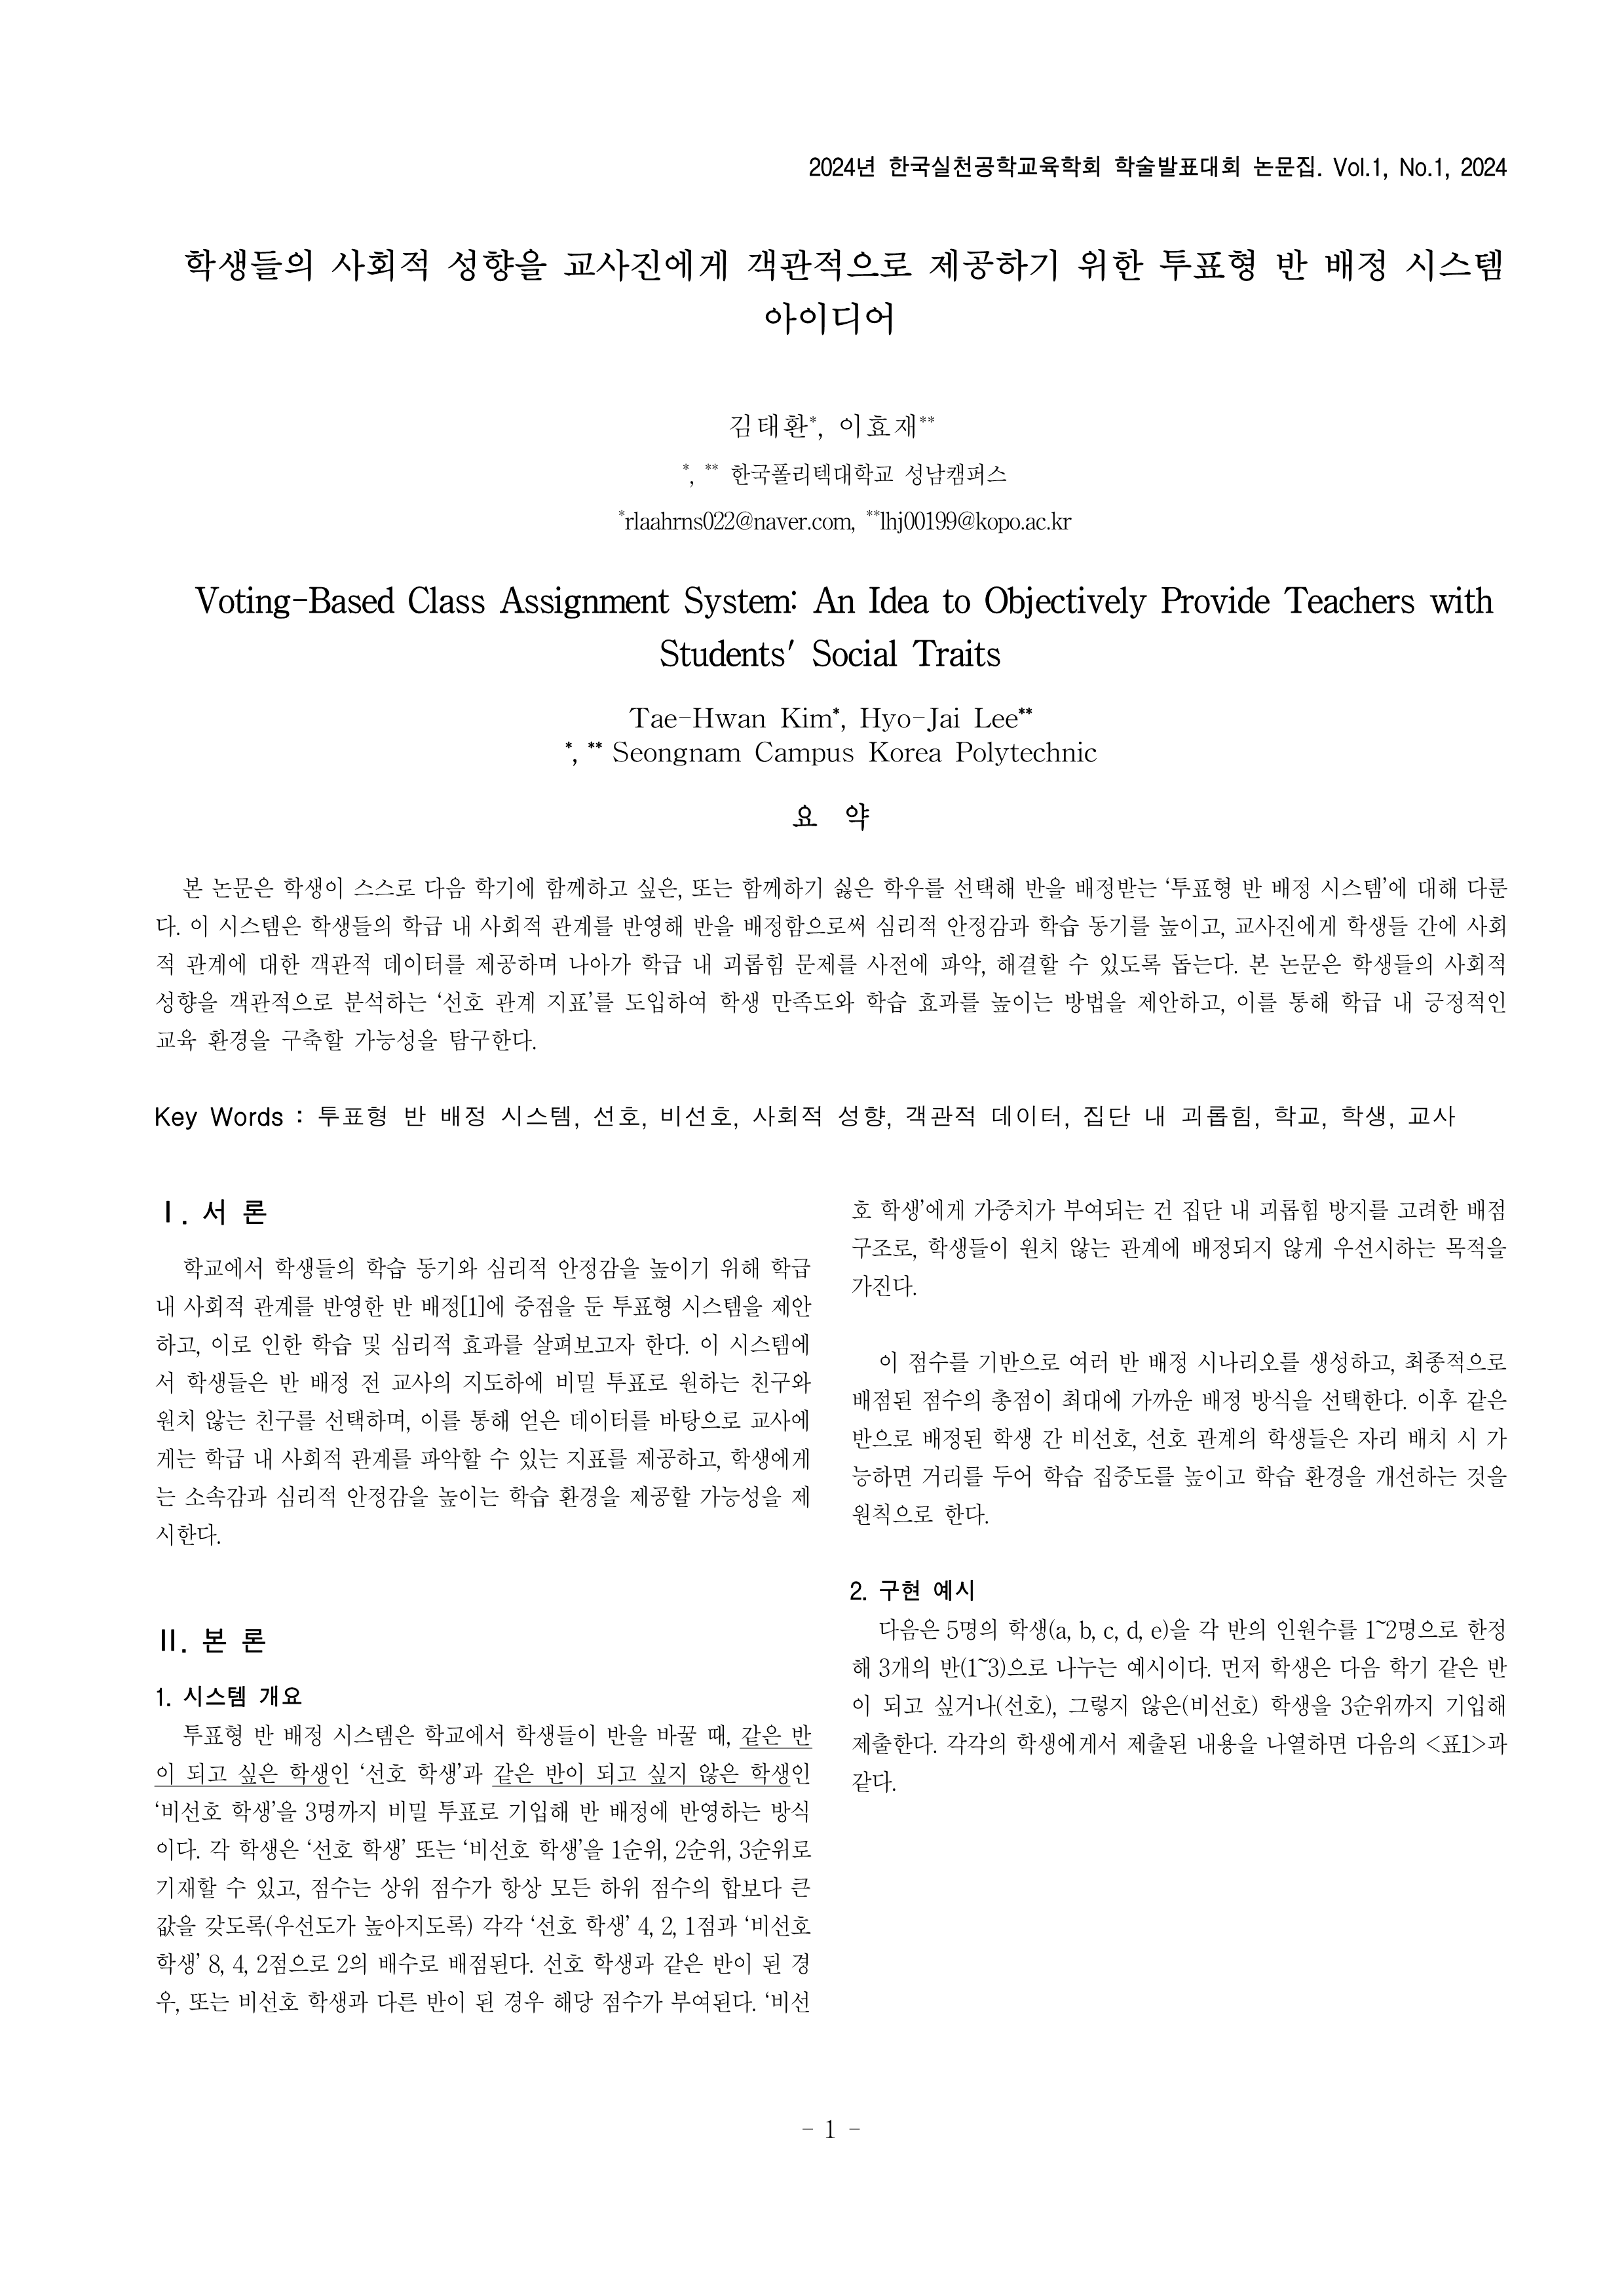 2024년 한국실천공학교육학회 학술발표대회 논문집. Vol.1, No.1, 2024
학생들의 사회적 성향을 교사진에게 객관적으로 제공하기 위한 투표형 반 배정 시스템
아이디어
김태환*, 이효재**
*, ** 한국폴리텍대학교 성남캠퍼스
*rlaahrns022@naver.com, **lhj00199@kopo.ac.kr
Voting-Based Class Assignment System: An Idea to Objectively Provide Teachers with
Students' Social Traits
Tae-Hwan Kim*, Hyo-Jai Lee**
*, ** Seongnam Campus Korea Polytechnic
요 약
본 논문은 학생이 스스로 다음 학기에 함께하고 싶은, 또는 함께하기 싫은 학우를 선택해 반을 배정받는 ‘투표형 반 배정 시스템’에 대해 다룬
다. 이 시스템은 학생들의 학급 내 사회적 관계를 반영해 반을 배정함으로써 심리적 안정감과 학습 동기를 높이고, 교사진에게 학생들 간에 사회
적 관계에 대한 객관적 데이터를 제공하며 나아가 학급 내 괴롭힘 문제를 사전에 파악, 해결할 수 있도록 돕는다. 본 논문은 학생들의 사회적
성향을 객관적으로 분석하는 ‘선호 관계 지표’를 도입하여 학생 만족도와 학습 효과를 높이는 방법을 제안하고, 이를 통해 학급 내 긍정적인
교육 환경을 구축할 가능성을 탐구한다.
Key Words : 투표형 반 배정 시스템, 선호, 비선호, 사회적 성향, 객관적 데이터, 집단 내 괴롭힘, 학교, 학생, 교사
Ⅰ. 서 론
학교에서 학생들의 학습 동기와 심리적 안정감을 높이기 위해 학급
내 사회적 관계를 반영한 반 배정[1]에 중점을 둔 투표형 시스템을 제안
하고, 이로 인한 학습 및 심리적 효과를 살펴보고자 한다. 이 시스템에
서 학생들은 반 배정 전 교사의 지도하에 비밀 투표로 원하는 친구와
원치 않는 친구를 선택하며, 이를 통해 얻은 데이터를 바탕으로 교사에
게는 학급 내 사회적 관계를 파악할 수 있는 지표를 제공하고, 학생에게
는 소속감과 심리적 안정감을 높이는 학습 환경을 제공할 가능성을 제
시한다.
Ⅱ. 본 론
1. 시스템 개요
투표형 반 배정 시스템은 학교에서 학생들이 반을 바꿀 때, 같은 반
이 되고 싶은 학생인 ‘선호 학생’과 같은 반이 되고 싶지 않은 학생인
‘비선호 학생’을 3명까지 비밀 투표로 기입해 반 배정에 반영하는 방식
이다. 각 학생은 ‘선호 학생’ 또는 ‘비선호 학생’을 1순위, 2순위, 3순위로
기재할 수 있고, 점수는 상위 점수가 항상 모든 하위 점수의 합보다 큰
값을 갖도록(우선도가 높아지도록) 각각 ‘선호 학생’ 4, 2, 1점과 ‘비선호
학생’ 8, 4, 2점으로 2의 배수로 배점된다. 선호 학생과 같은 반이 된 경
우, 또는 비선호 학생과 다른 반이 된 경우 해당 점수가 부여된다. ‘비선
호 학생’에게 가중치가 부여되는 건 집단 내 괴롭힘 방지를 고려한 배점
구조로, 학생들이 원치 않는 관계에 배정되지 않게 우선시하는 목적을
가진다.
이 점수를 기반으로 여러 반 배정 시나리오를 생성하고, 최종적으로
배점된 점수의 총점이 최대에 가까운 배정 방식을 선택한다. 이후 같은
반으로 배정된 학생 간 비선호, 선호 관계의 학생들은 자리 배치 시 가
능하면 거리를 두어 학습 집중도를 높이고 학습 환경을 개선하는 것을
원칙으로 한다.
2. 구현 예시
다음은 5명의 학생(a, b, c, d, e)을 각 반의 인원수를 1~2명으로 한정
해 3개의 반(1~3)으로 나누는 예시이다. 먼저 학생은 다음 학기 같은 반
이 되고 싶거나(선호), 그렇지 않은(비선호) 학생을 3순위까지 기입해
제출한다. 각각의 학생에게서 제출된 내용을 나열하면 다음의 <표1>과
같다.
- 1 -